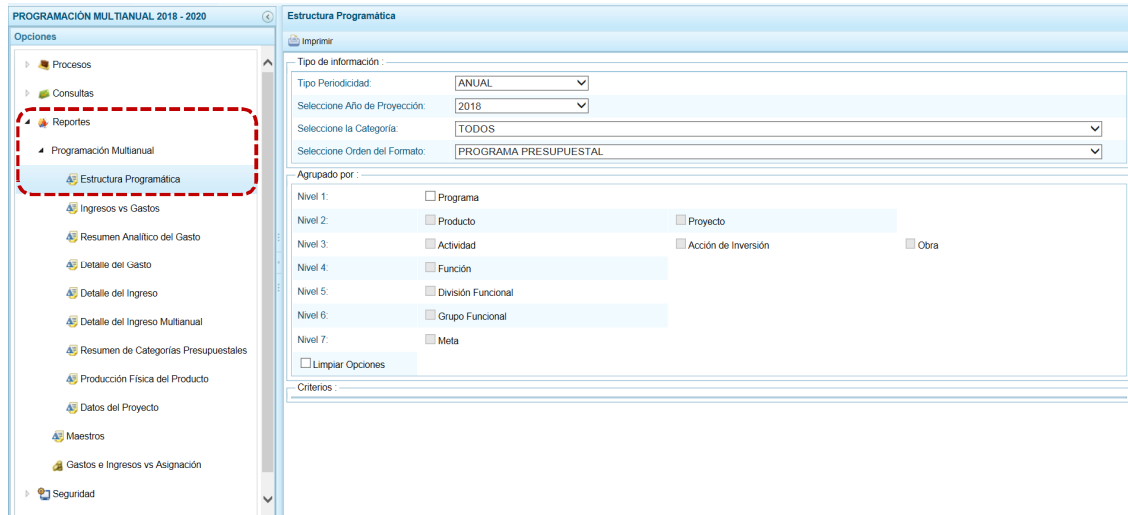 PROGRAMACIÓN MULTIANUAL 2018 - 2020
Opciones
Procesos
Consultas
Reportes
Programación Multianual
Estructura Programática
Ingresos vs Gastos
Resumen Analítico del Gasto
Detalle del Gasto
Detalle del Ingreso
Detalle del Ingreso Multianual
Resumen de Categorías Presupuestales
Producción Física del Producto
Datos del Proyecto
Maestros
Gastos e Ingresos vs Asignación
Seguridad
Estructura Programática
Imprimir
Tipo de información :
Tipo Periodicidad: ANUAL
Seleccione Año de Proyección: 2018
Seleccione la Categoría: TODOS
Seleccione Orden del Formato: PROGRAMA PRESUPUESTAL
Agrupado por :
Nivel 1: Programa
Nivel 2: Producto Proyecto
Nivel 3: Actividad Acción de Inversión Obra
Nivel 4: Función
Nivel 5: División Funcional
Nivel 6: Grupo Funcional
Nivel 7: Meta
Limpiar Opciones
Criterios :